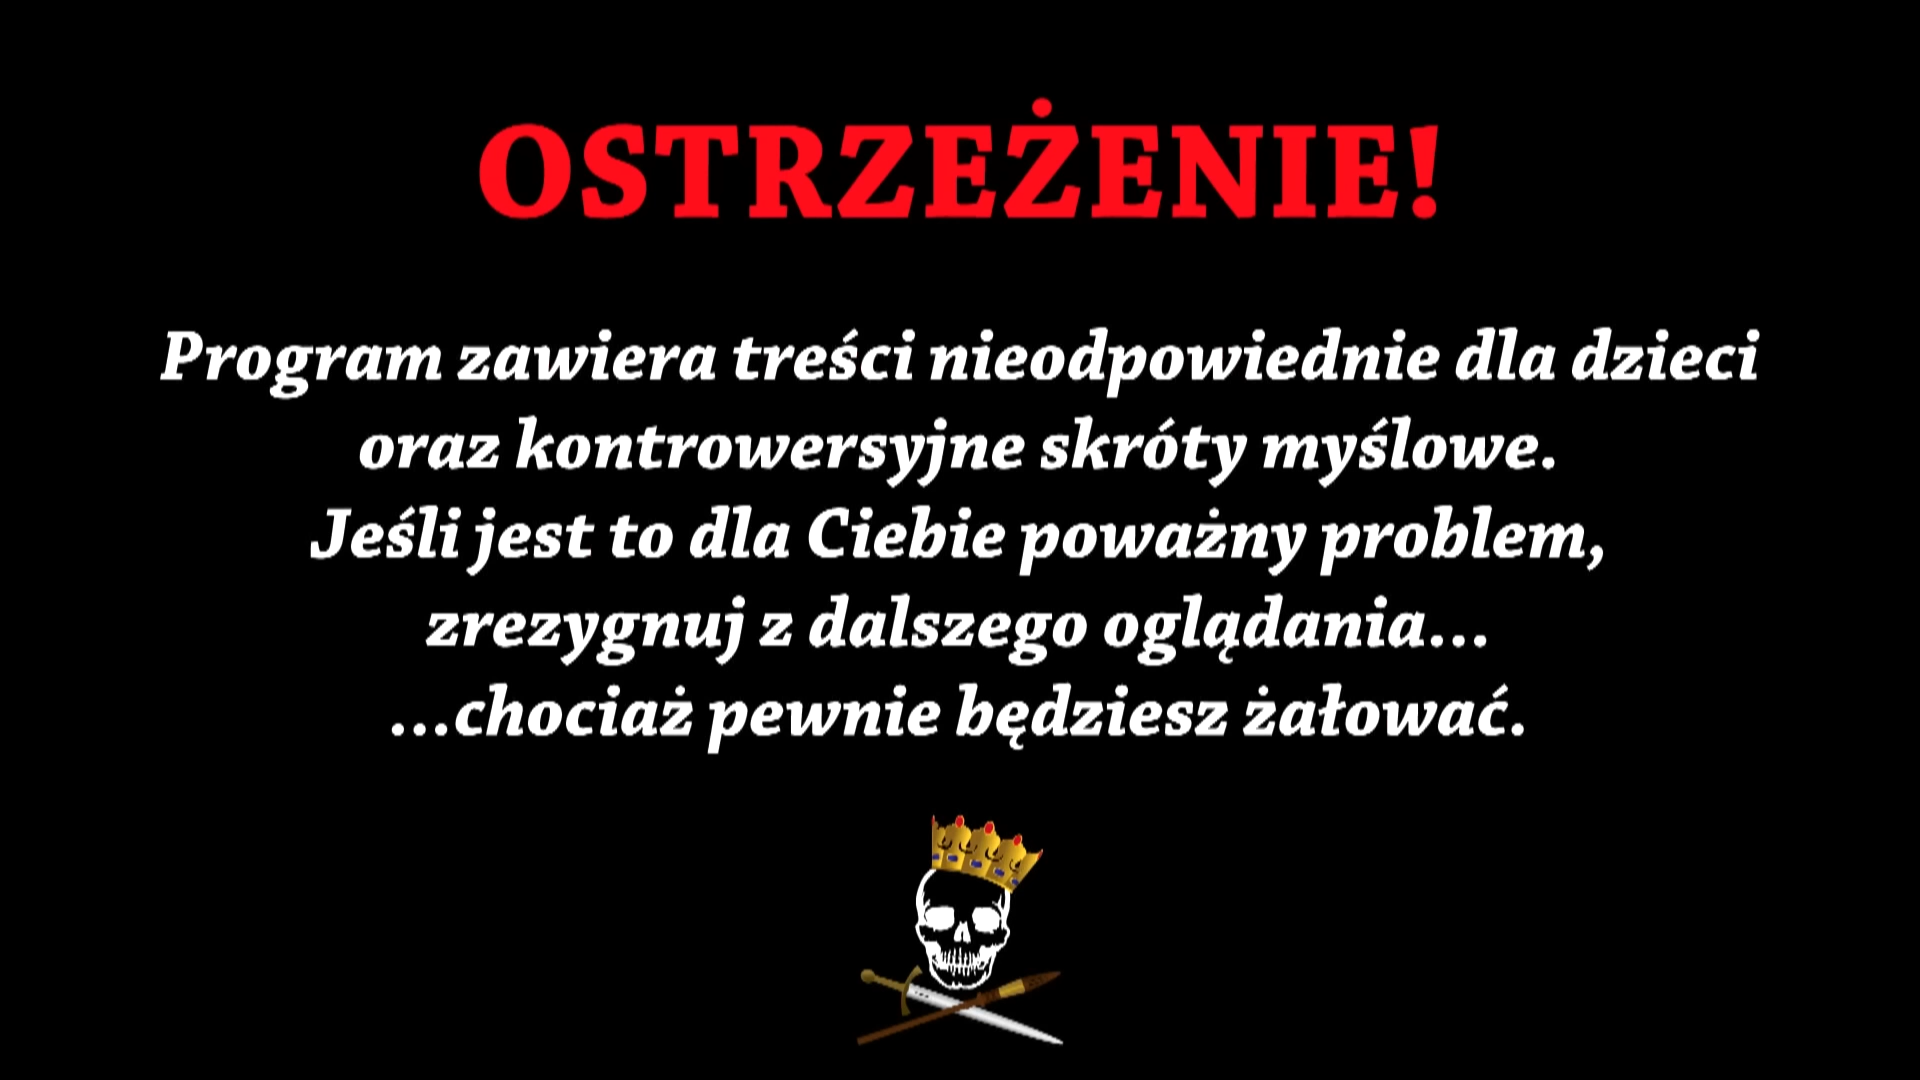 OSTRZEŻENIE!
Program zawiera treści nieodpowiednie dla dzieci
oraz kontrowersyjne skróty myślowe.
Jeśli jest to dla Ciebie poważny problem,
zrezygnuj z dalszego oglądania...
...chociaż pewnie będziesz żałować.